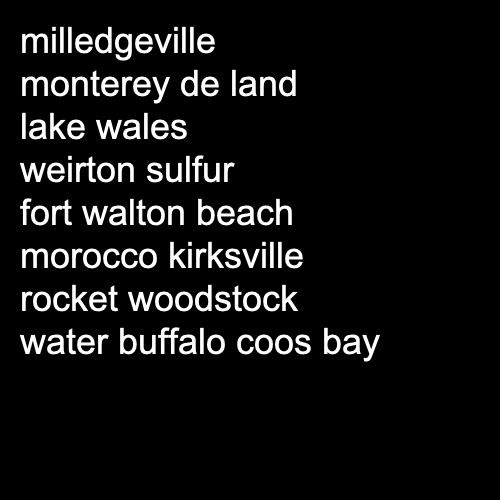 milledgeville
monterey de land
lake wales
weirton sulfur
fort walton beach
morocco kirksville
rocket woodstock
water buffalo coos bay